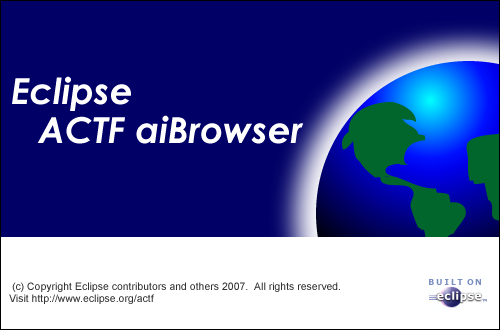 Eclipse
ACTF aiBrowser
(c) Copyright Eclipse contributors and others 2007.  All rights reserved.
Visit http://www.eclipse.org/actf
BUILT ON
eclipse